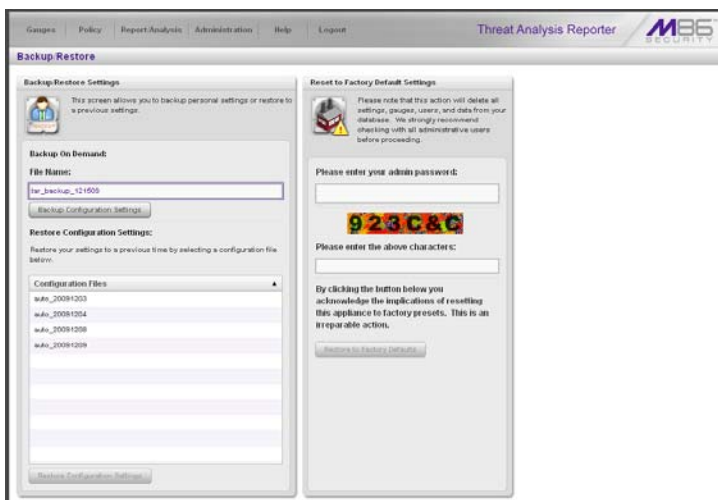 Gauges Policy Report/Analysis Administration Help Logout
Threat Analysis Reporter
M86
SECURITY
Backup/Restore
Backup/Restore Settings
This screen allows you to backup personal settings or restore to
a previous settings.
Backup On Demand:
File Name:
tar_backup_121509
Backup Configuration Settings
Restore Configuration Settings:
Restore your settings to a previous time by selecting a configuration file
below.
Configuration Files
auto_20091203
auto_20091204
auto_20091208
auto_20091209
Restore Configuration Settings
Reset to Factory Default Settings
Please note that this action will delete all
settings, gauges, users, and data from your
database. We strongly recommend
checking with all administrative users
before proceeding.
Please enter your admin password:
923C&C
Please enter the above characters:
By clicking the button below you
acknowledge the implications of resetting
this appliance to factory presets. This is an
irreparable action.
Restore to Factory Defaults